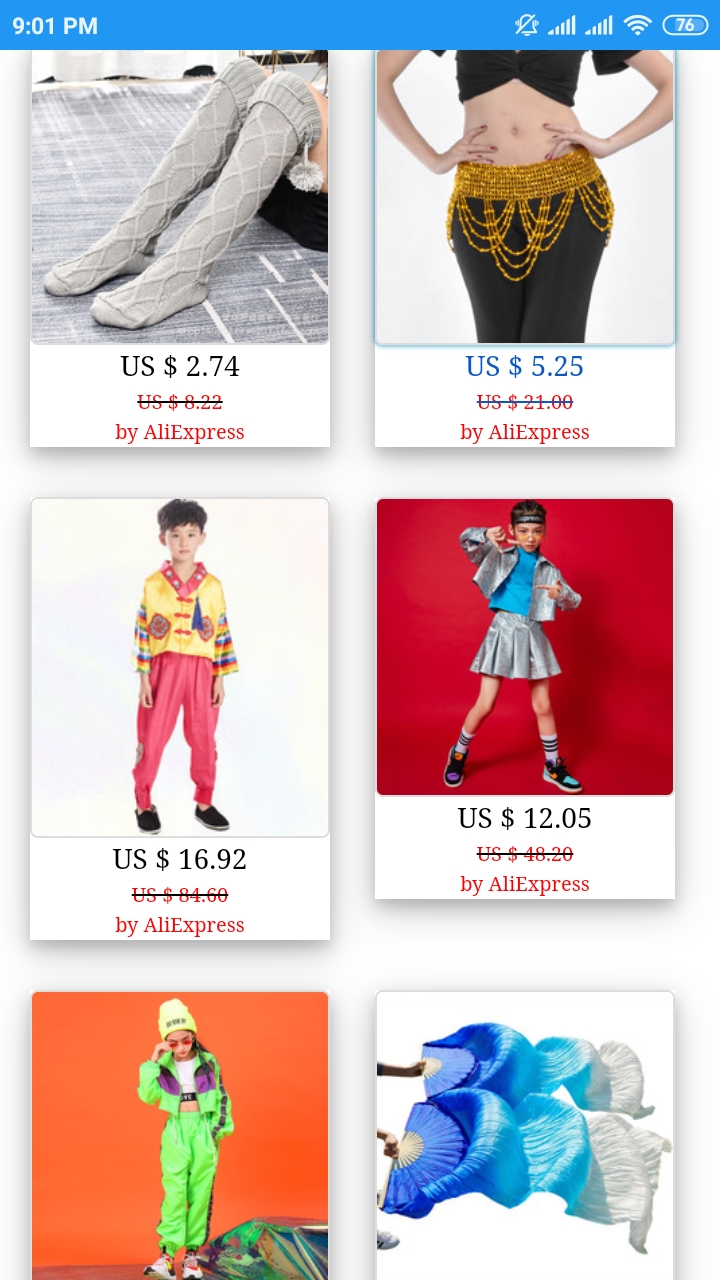 9:01 PM
76
US $ 2.74
US $ 8.22
by AliExpress
US $ 5.25
US $ 21.00
by AliExpress
US $ 16.92
US $ 84.60
by AliExpress
US $ 12.05
US $ 48.20
by AliExpress